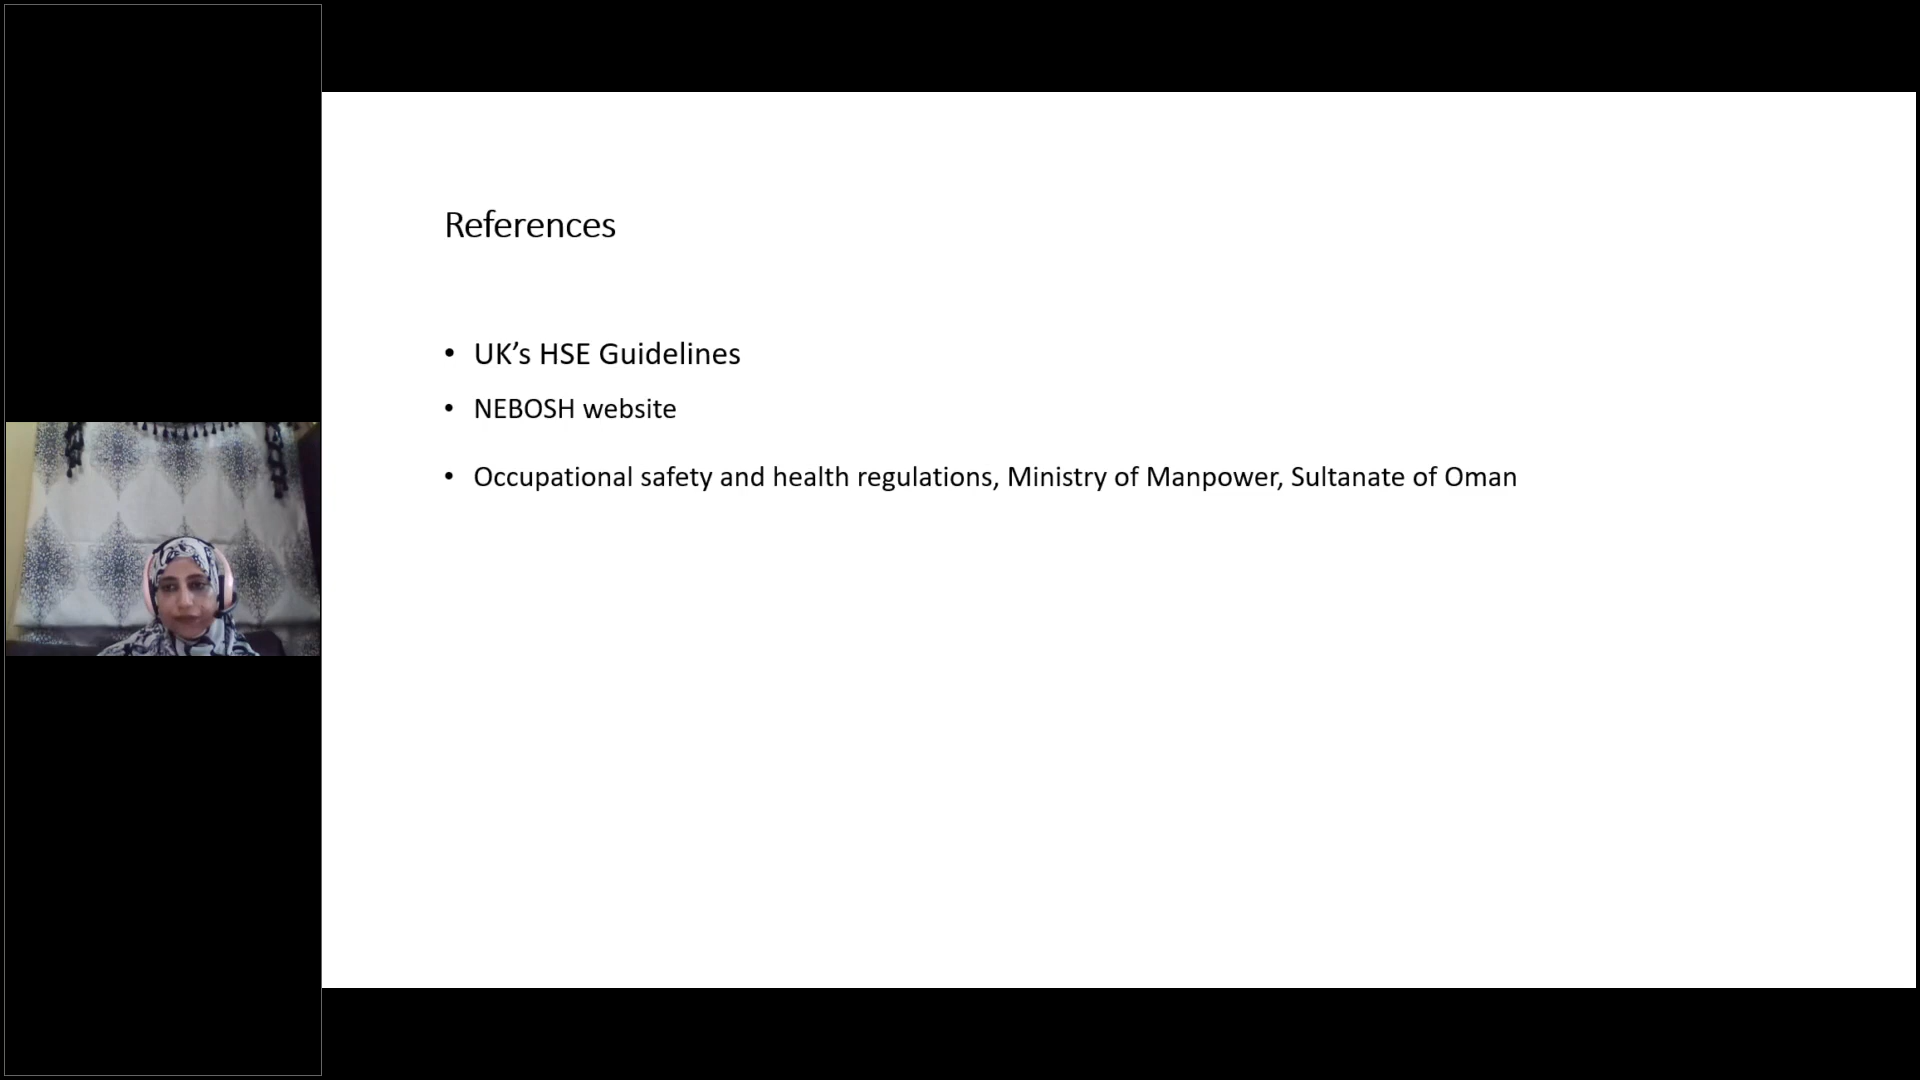 References
• UK’s HSE Guidelines
• NEBOSH website
• Occupational safety and health regulations, Ministry of Manpower, Sultanate of Oman